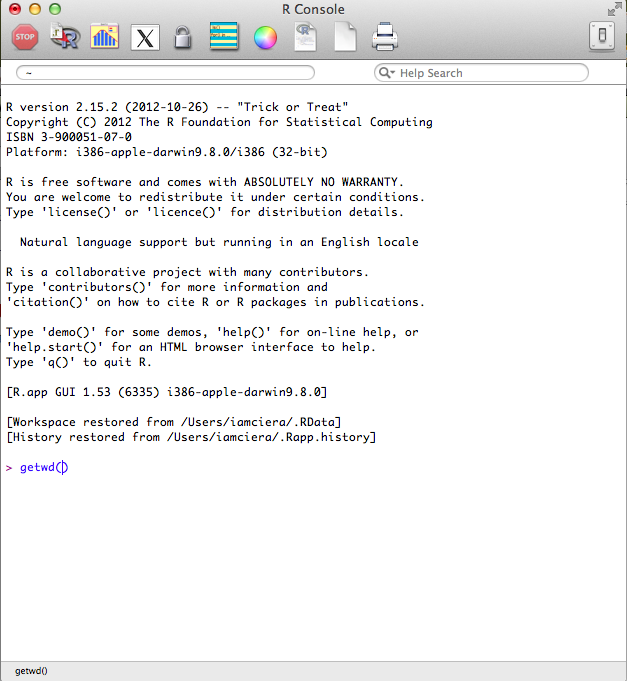 R Console
STOP
R
X
R
~
Help Search
R version 2.15.2 (2012-10-26) -- "Trick or Treat"
Copyright (C) 2012 The R Foundation for Statistical Computing
ISBN 3-900051-07-0
Platform: i386-apple-darwin9.8.0/i386 (32-bit)
R is free software and comes with ABSOLUTELY NO WARRANTY.
You are welcome to redistribute it under certain conditions.
Type 'license()' or 'licence()' for distribution details.
Natural language support but running in an English locale
R is a collaborative project with many contributors.
Type 'contributors()' for more information and
'citation()' on how to cite R or R packages in publications.
Type 'demo()' for some demos, 'help()' for on-line help, or
'help.start()' for an HTML browser interface to help.
Type 'q()' to quit R.
[R.app GUI 1.53 (6335) i386-apple-darwin9.8.0]
[Workspace restored from /Users/iamciera/.RData]
[History restored from /Users/iamciera/.Rapp.history]
> getwd()
getwd()